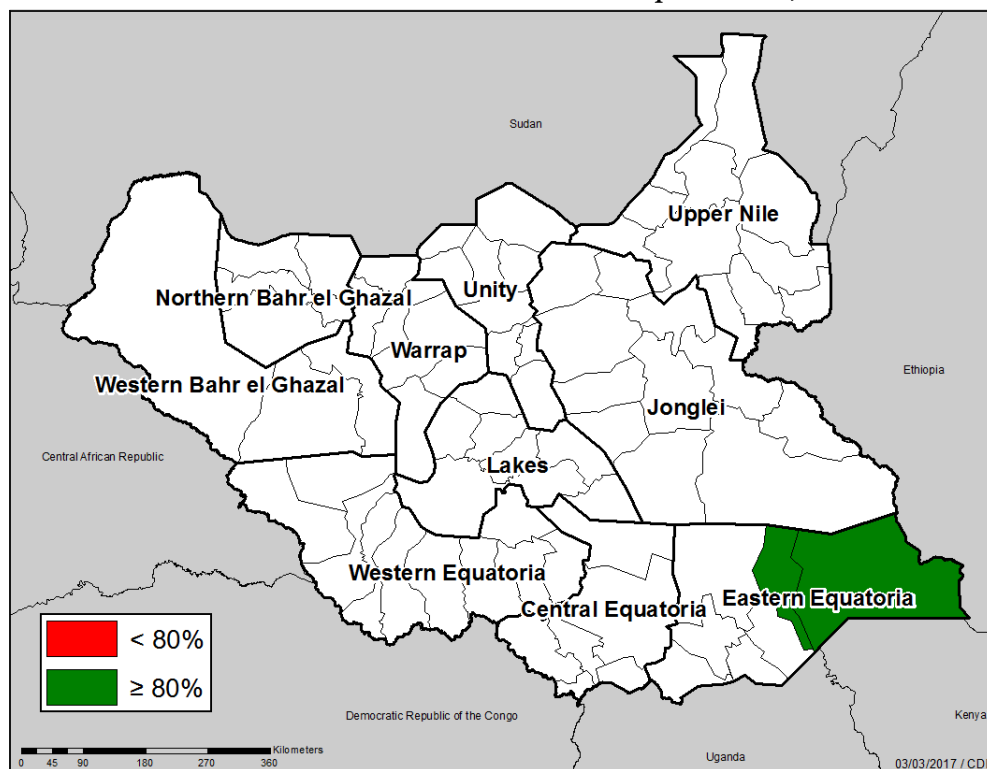 Sudan
Upper Nile
Northern Bahr el Ghazal
Unity
Warrap
Ethiopia
Western Bahr el Ghazal
Jonglei
Central African Republic
Lakes
Western Equatoria
Eastern Equatoria
Central Equatoria
< 80%
≥ 80%
Democratic Republic of the Congo
Kenya
Kilometers
0 45 90 180 270 360
Uganda
03/03/2017 / CDI